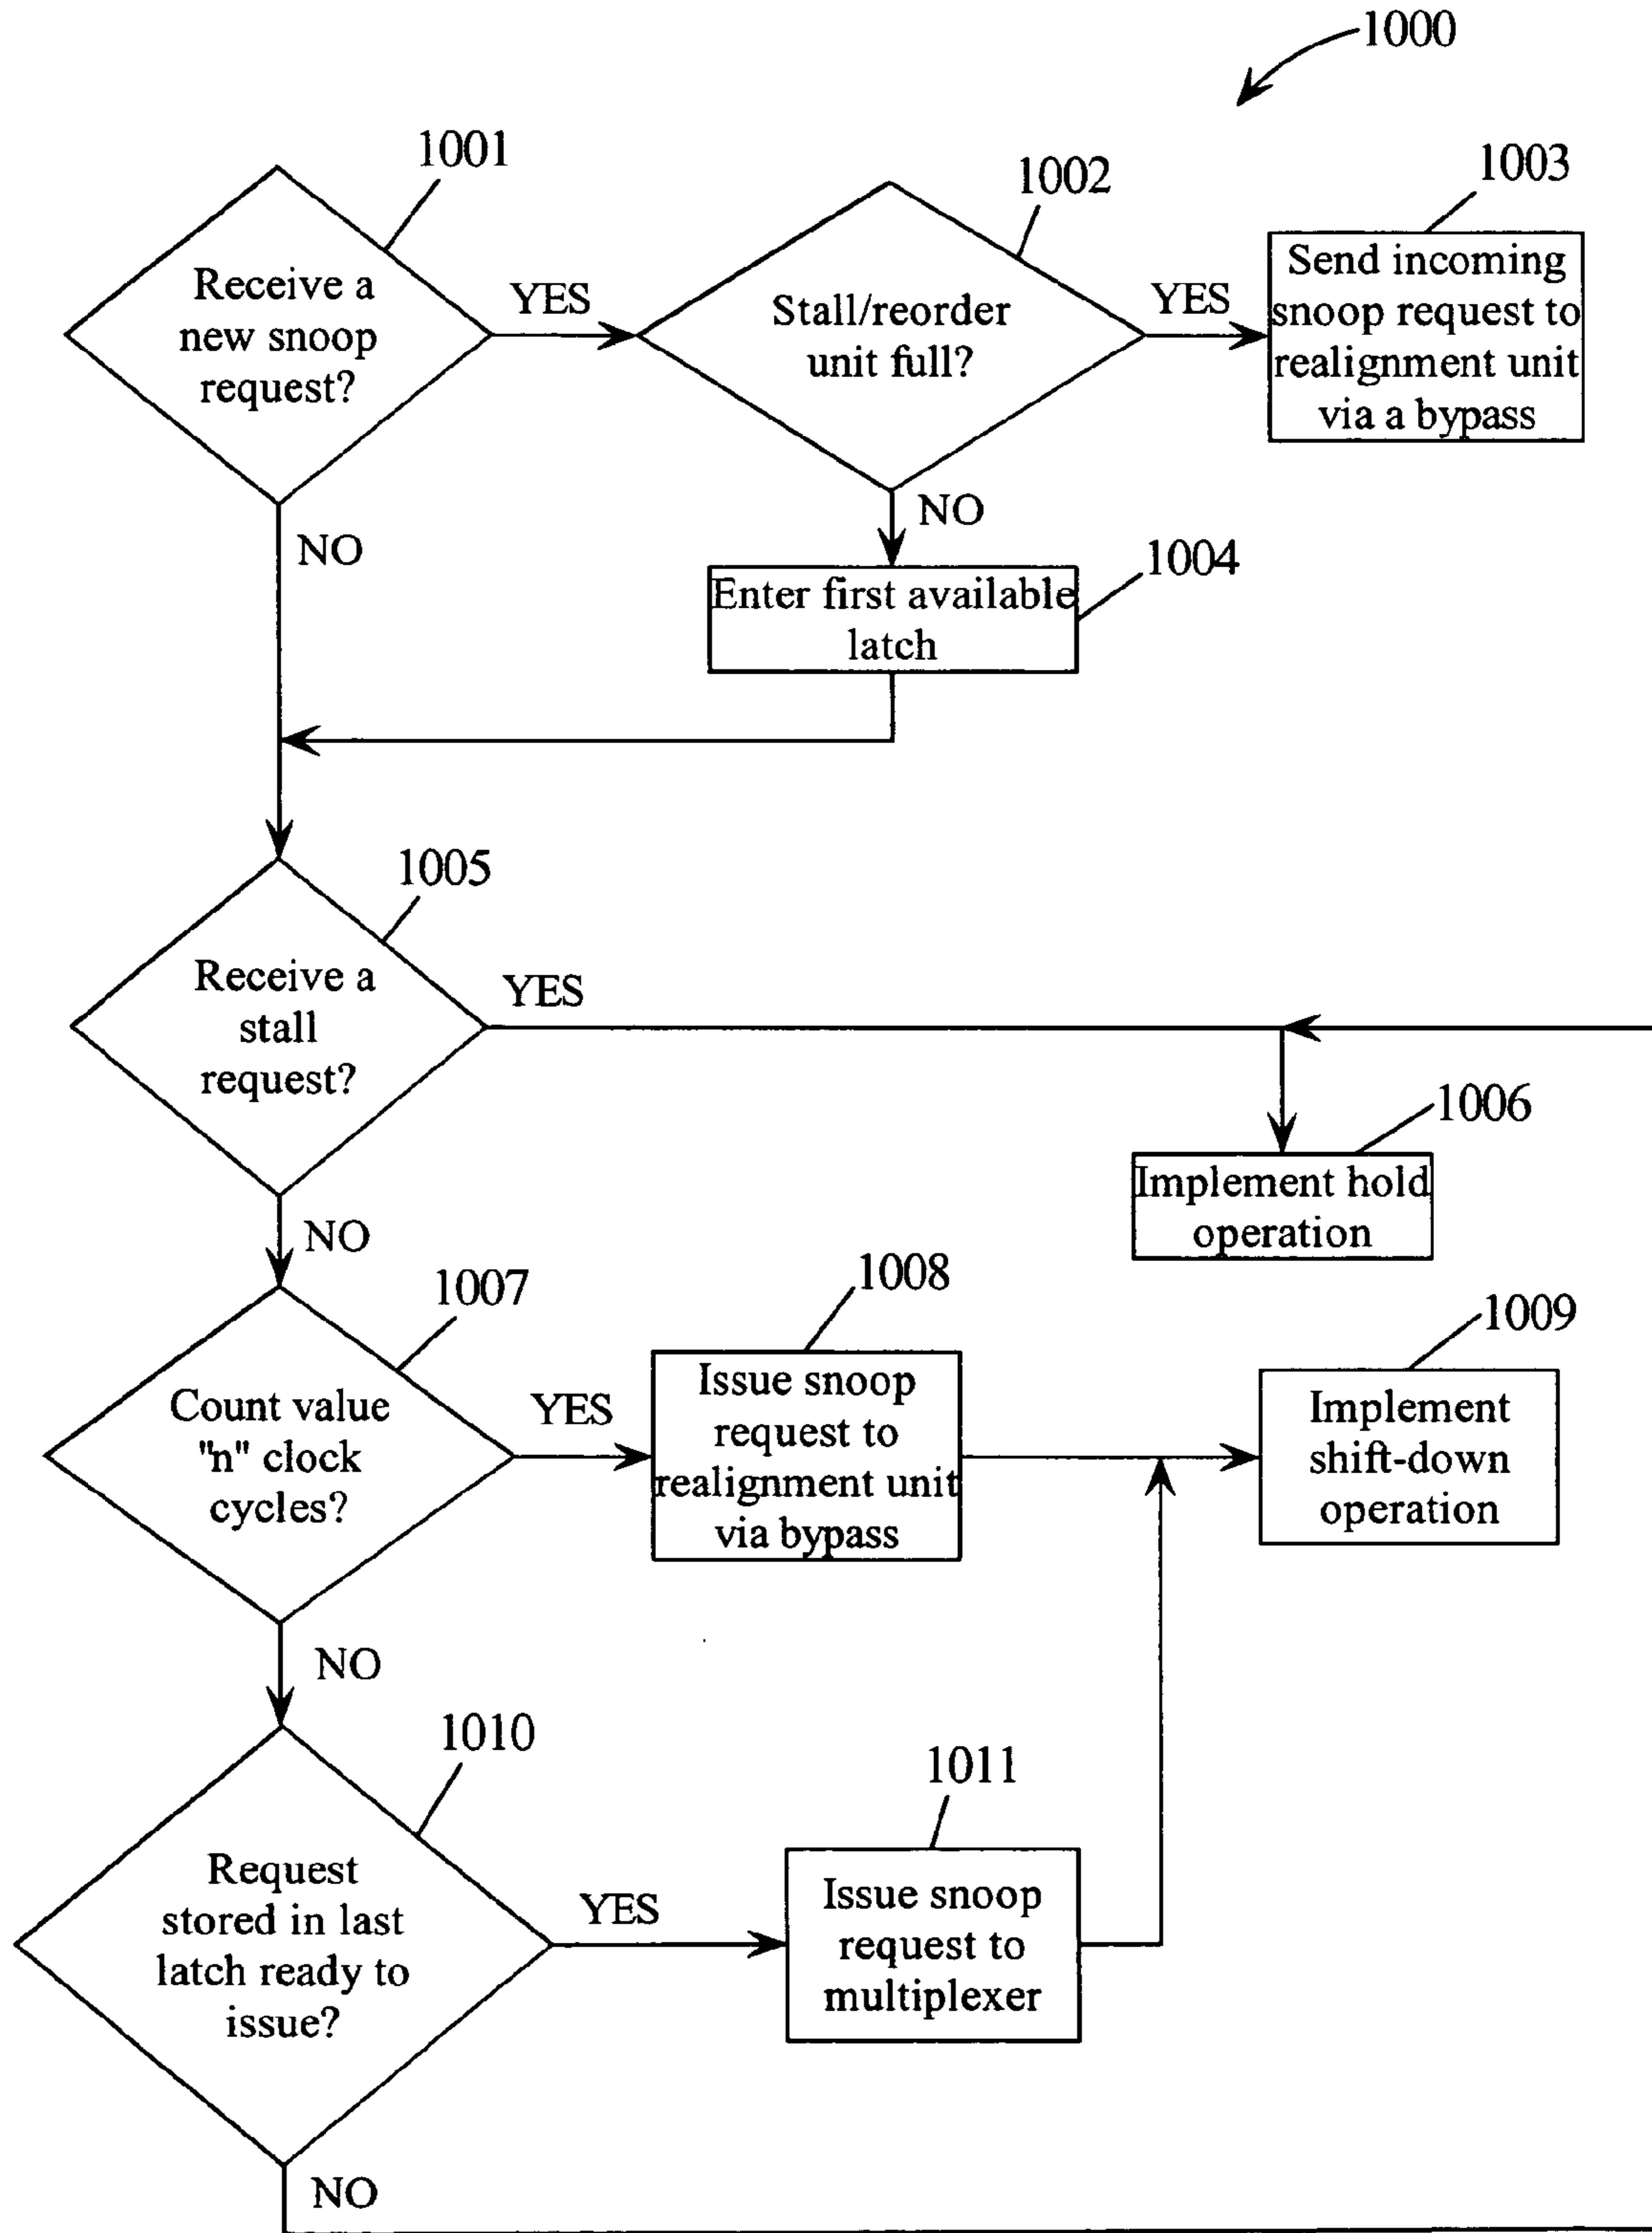 1000
1001
1002
1003
Receive a
new snoop
request?
YES
Stall/reorder
unit full?
YES
Send incoming
snoop request to
realignment unit
via a bypass
NO
NO
1004
Enter first available
latch
1005
Receive a
stall
request?
YES
1006
Implement hold
operation
NO
1007
1008
1009
Count value
"n" clock
cycles?
YES
Issue snoop
request to
realignment unit
via bypass
Implement
shift-down
operation
NO
1010
1011
Request
stored in last
latch ready to
issue?
YES
Issue snoop
request to
multiplexer
NO